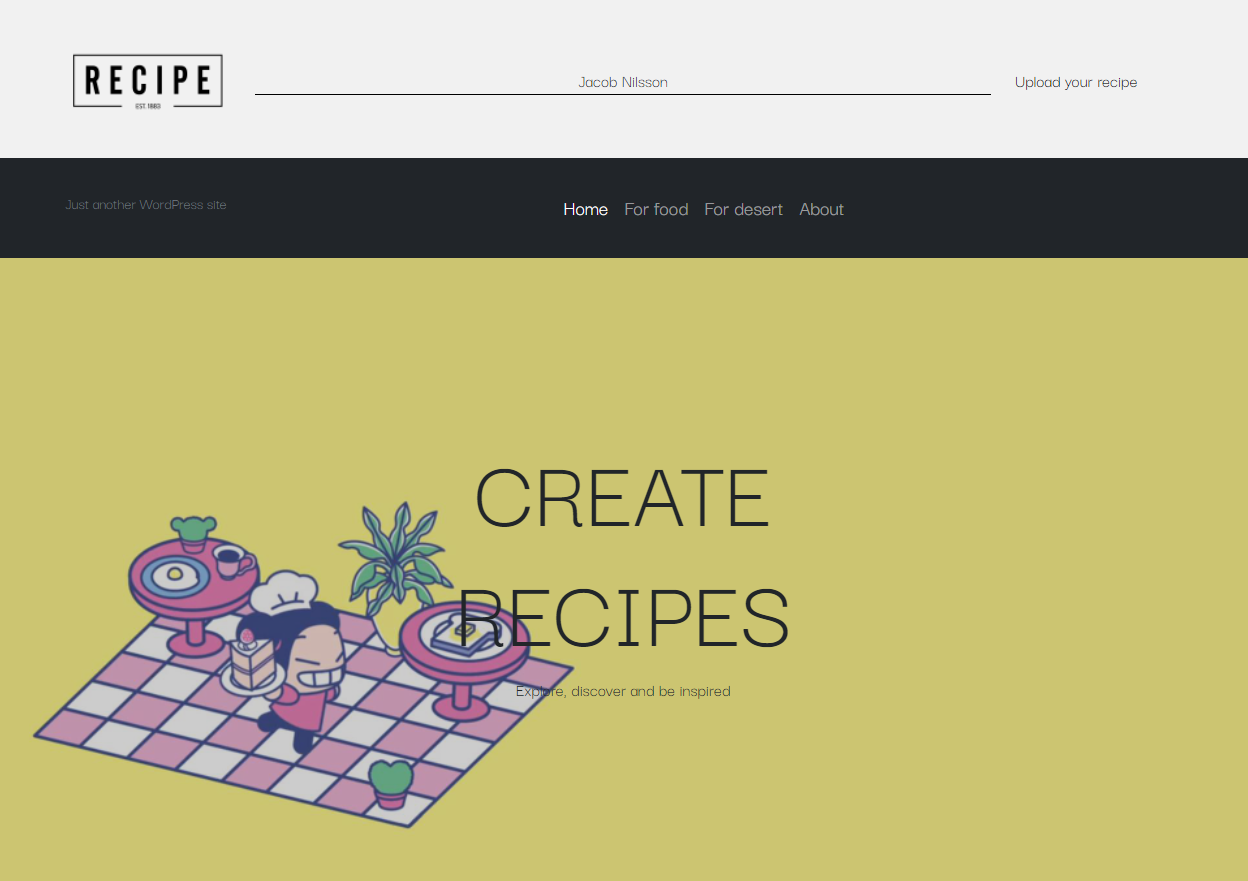 RECIPE
EST. 1883
Jacob Nilsson
Upload your recipe
Just another WordPress site
Home For food For desert About
CREATE
RECIPES
Explore, discover and be inspired